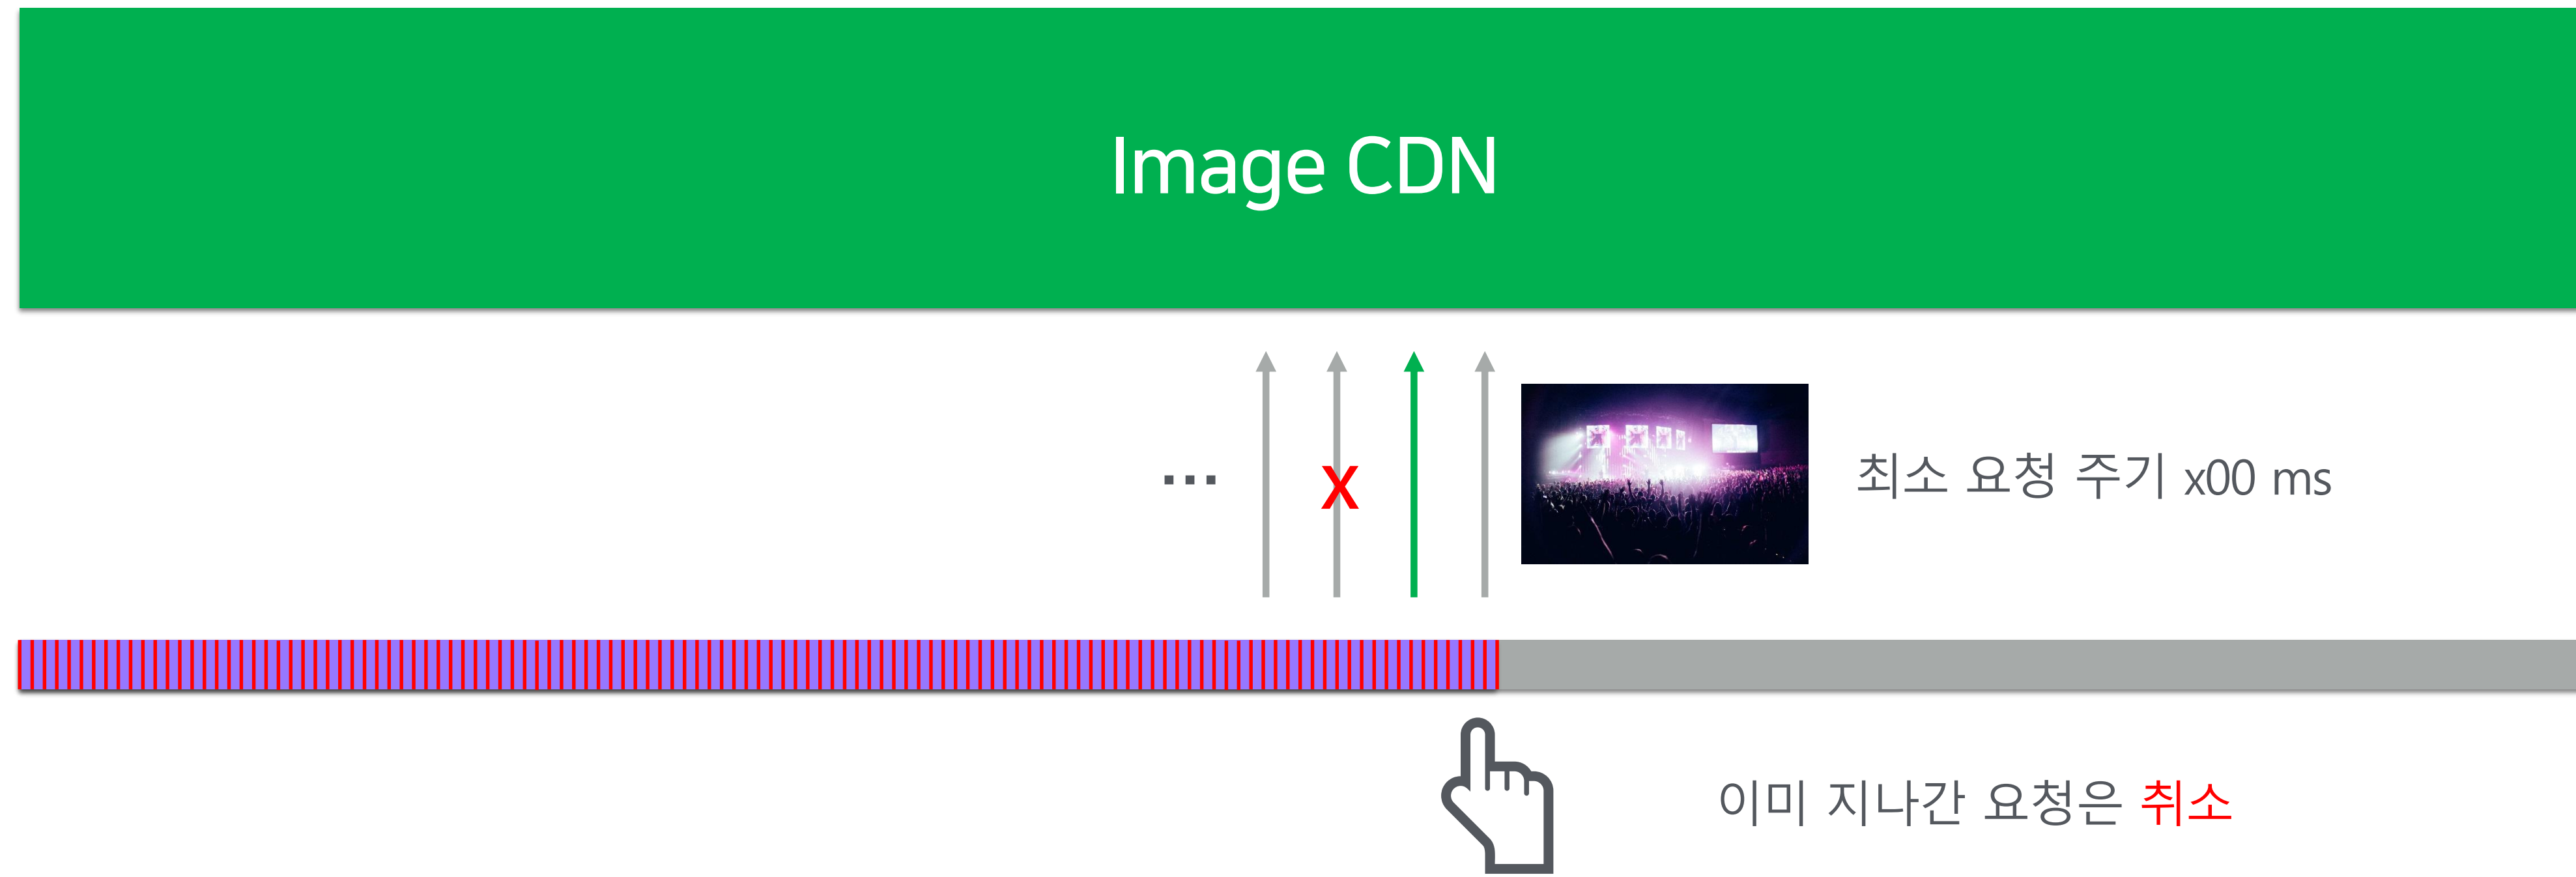 Image CDN
...
X
최소 요청 주기 x00 ms
이미 지나간 요청은 취소